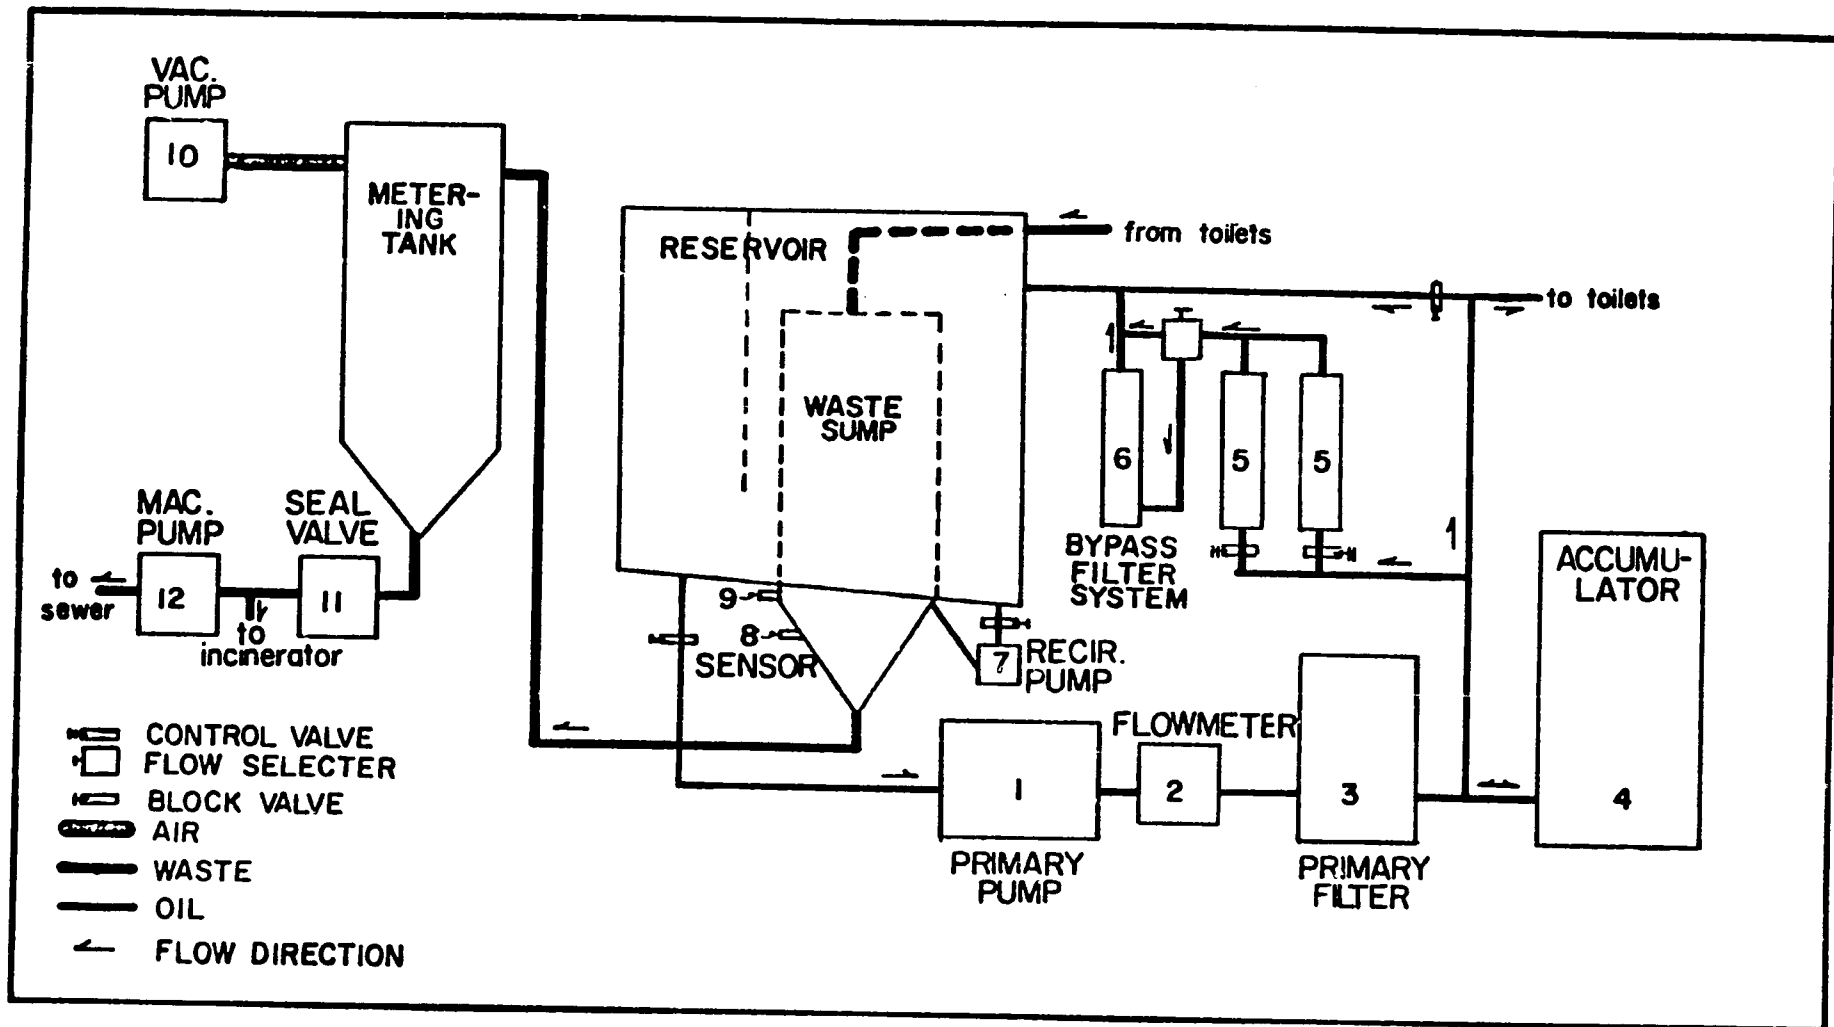 VAC.
PUMP
10
METER-
ING
TANK
RESERVOIR
from toilets
to toilets
WASTE
SUMP
6
5
5
BYPASS
FILTER
SYSTEM
ACCUMU-
LATOR
MAC.
PUMP
SEAL
VALVE
to
sewer
12
11
to
incinerator
9
8
SENSOR
7
RECIR.
PUMP
FLOWMETER
1
2
3
4
PRIMARY
PUMP
PRIMARY
FILTER
CONTROL VALVE
FLOW SELECTER
BLOCK VALVE
AIR
WASTE
OIL
FLOW DIRECTION